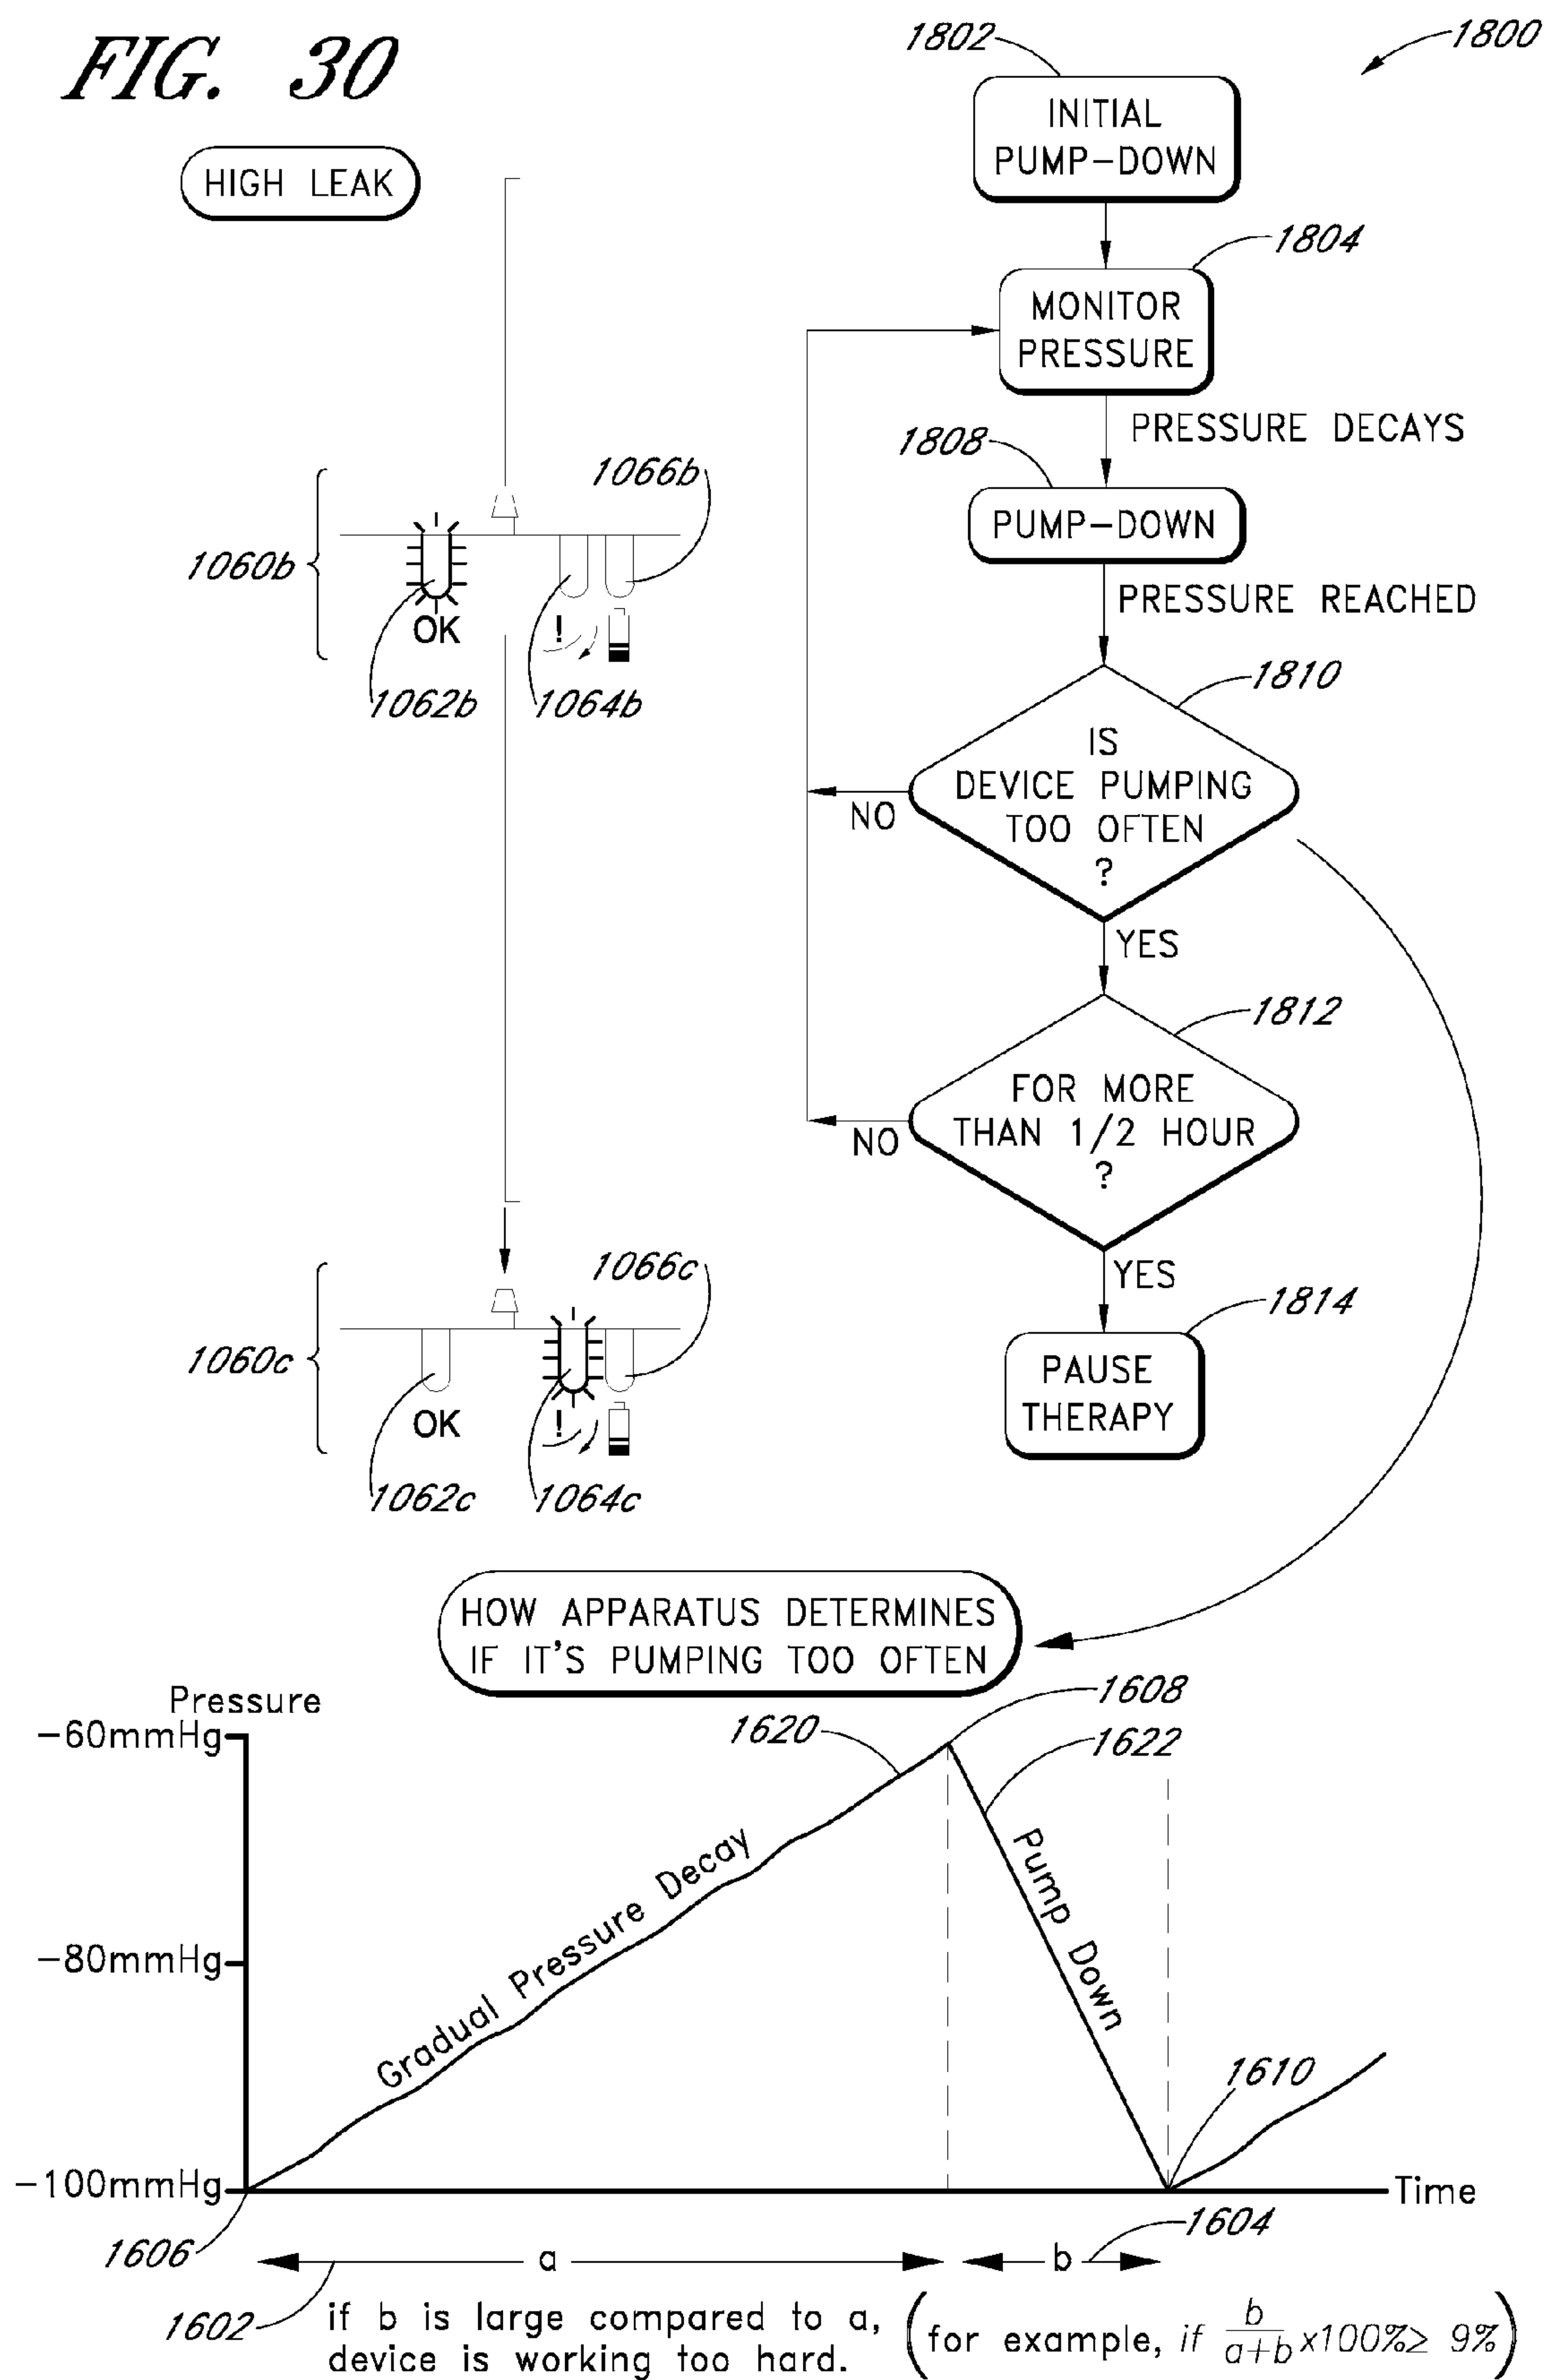 FIG. 30
1802
1800
INITIAL
PUMP-DOWN
HIGH LEAK
1804
MONITOR
PRESSURE
PRESSURE DECAYS
1808
PUMP-DOWN
PRESSURE REACHED
1066b
1060b
OK
!
1062b
1064b
1810
IS
DEVICE PUMPING
TOO OFTEN
?
NO
YES
1812
FOR MORE
THAN 1/2 HOUR
?
NO
YES
1814
PAUSE
THERAPY
1066c
1060c
OK
!
1062c
1064c
HOW APPARATUS DETERMINES
IF IT'S PUMPING TOO OFTEN
Pressure
-60mmHg
-80mmHg
-100mmHg
1620
1608
1622
Gradual Pressure Decay
Pump Down
1610
Time
1606
1604
a
b
1602
if b is large compared to a,
device is working too hard.
(for example, if b/a+b x100%≥ 9%)